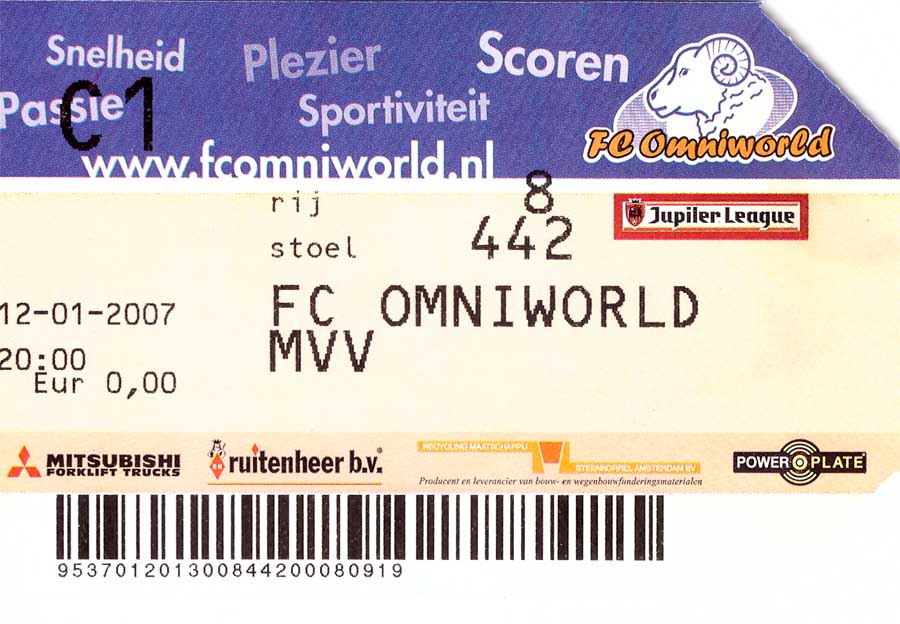 Snelheid Plezier Scoren
Passie Sportiviteit
C1
www.fcomniworld.nl
FC Omniworld
rij 8
stoel 442
Jupiler League
12-01-2007
20:00
Eur 0,00
FC OMNIWORLD
MVV
MITSUBISHI
FORKLIFT TRUCKS
ruitenheer b.v.
RECYCLING MAATSCHAPPIJ
STEENKORREL AMSTERDAM BV
Producent en leverancier van bouw- en wegenbouwfunderingsmaterialen
POWER PLATE
95370120130084420008​0919